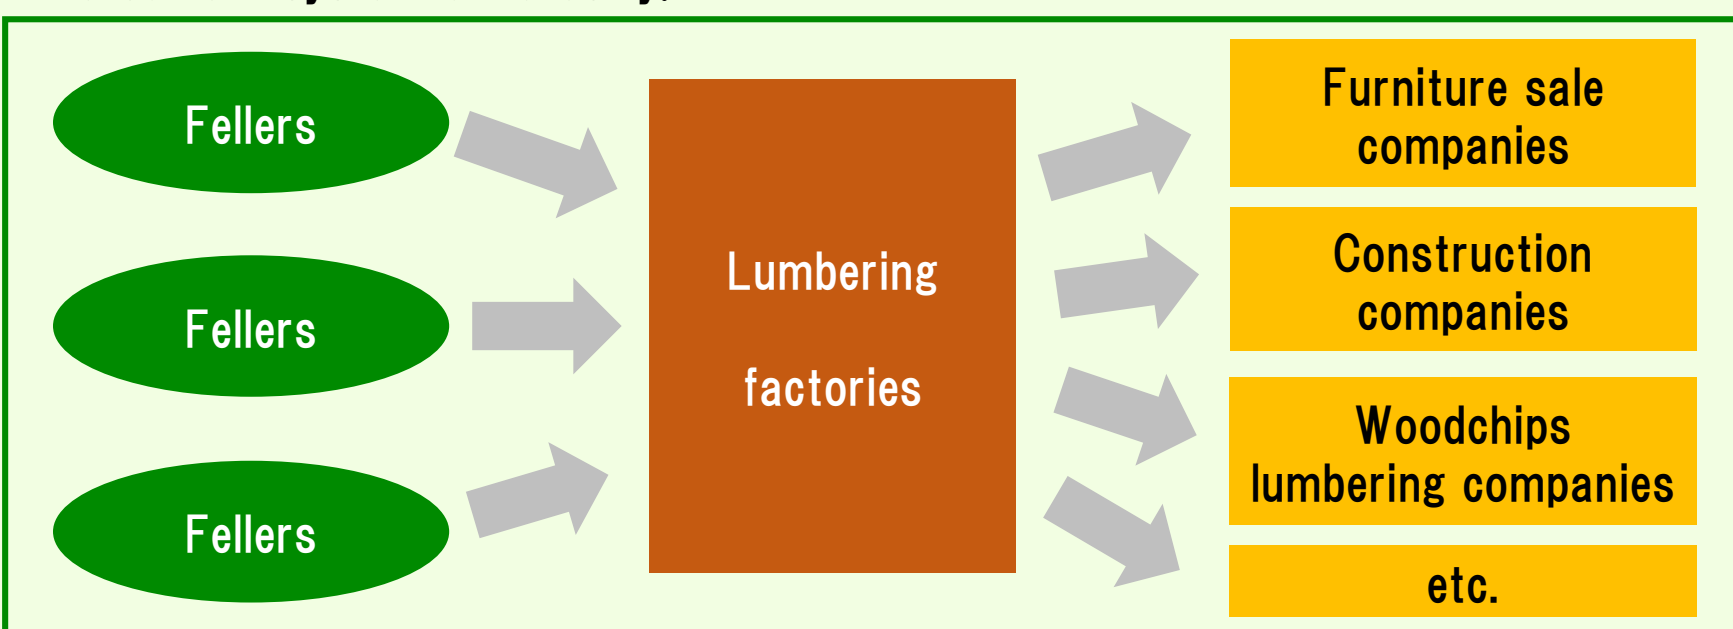 Fellers
Fellers
Fellers
Lumbering
factories
Furniture sale
companies
Construction
companies
Woodchips
lumbering companies
etc.